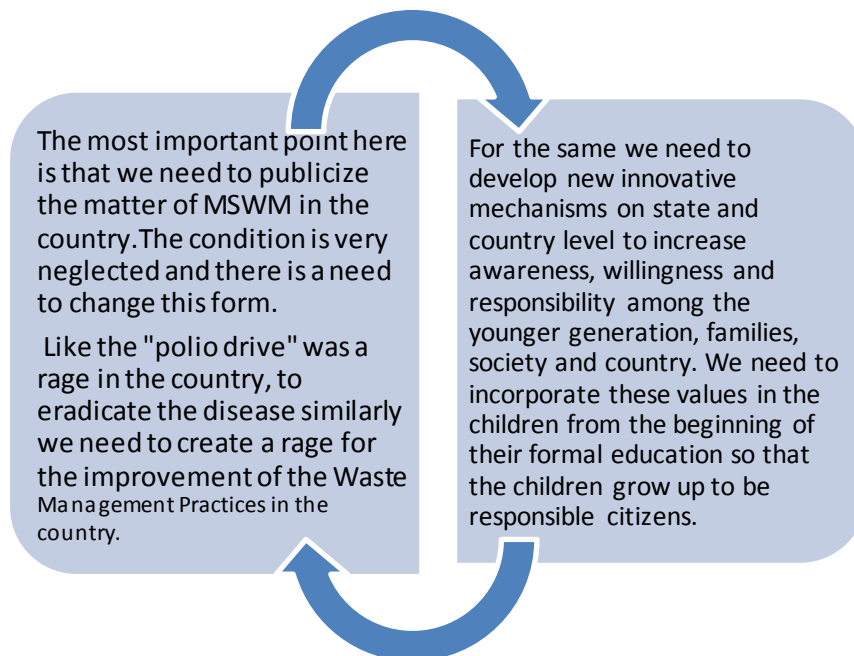 The most important point here
is that we need to publicize
the matter of MSWM in the
country.The condition is very
neglected and there is a need
to change this form.
Like the "polio drive" was a
rage in the country, to
eradicate the disease similarly
we need to create a rage for
the improvement of the Waste
Management Practices in the
country.
For the same we need to
develop new innovative
mechanisms on state and
country level to increase
awareness, willingness and
responsibility among the
younger generation, families,
society and country. We need to
incorporate these values in the
children from the beginning of
their formal education so that
the children grow up to be
responsible citizens.